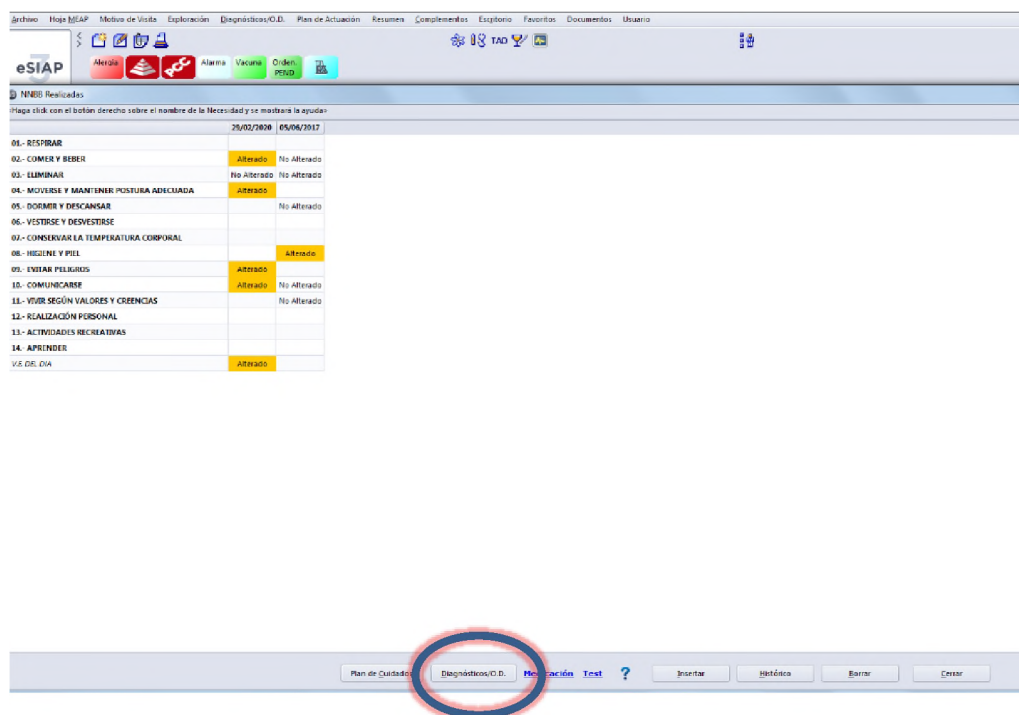 Archivo Hoja MEAP Motivo de Visita Exploración Diagnósticos/O.D. Plan de Actuación Resumen Complementos Escritorio Favoritos Documentos Usuario
TAO
eSIAP 3 Alergia PCC Alarma Vacuna Orden. PEND
NNBB Realizadas
<Haga click con el botón derecho sobre el nombre de la Necesidad y se mostrará la ayuda>
29/02/2020 05/06/2017
01.- RESPIRAR
02.- COMER Y BEBER Alterado No Alterado
03.- ELIMINAR No Alterado No Alterado
04.- MOVERSE Y MANTENER POSTURA ADECUADA Alterado
05.- DORMIR Y DESCANSAR No Alterado
06.- VESTIRSE Y DESVESTIRSE
07.- CONSERVAR LA TEMPERATURA CORPORAL
08.- HIGIENE Y PIEL Alterado
09.- EVITAR PELIGROS Alterado
10.- COMUNICARSE Alterado No Alterado
11.- VIVIR SEGÚN VALORES Y CREENCIAS No Alterado
12.- REALIZACIÓN PERSONAL
13.- ACTIVIDADES RECREATIVAS
14.- APRENDER
V.E. DEL DIA Alterado
Plan de Cuidados Diagnósticos/O.D. Medicación Test ? Insertar Histórico Borrar Cerrar